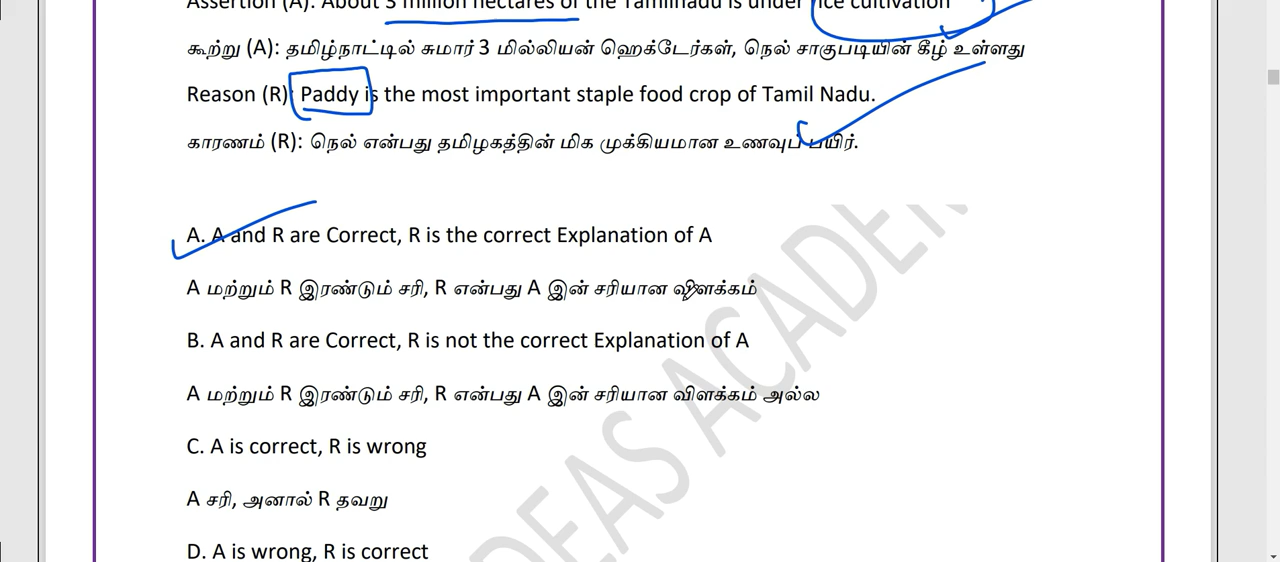 Assertion (A): About 3 million hectares of the Tamilnadu is under rice cultivation
கூற்று (A): தமிழ்நாட்டில் சுமார் 3 மில்லியன் ஹெக்டேர்கள், நெல் சாகுபடியின் கீழ் உள்ளது
Reason (R): Paddy is the most important staple food crop of Tamil Nadu.
காரணம் (R): நெல் என்பது தமிழகத்தின் மிக முக்கியமான உணவுப் பயிர்.
A. A and R are Correct, R is the correct Explanation of A
A மற்றும் R இரண்டும் சரி, R என்பது A இன் சரியான விளக்கம்
B. A and R are Correct, R is not the correct Explanation of A
A மற்றும் R இரண்டும் சரி, R என்பது A இன் சரியான விளக்கம் அல்ல
C. A is correct, R is wrong
A சரி, அனால் R தவறு
D. A is wrong, R is correct
DEAS ACADEM